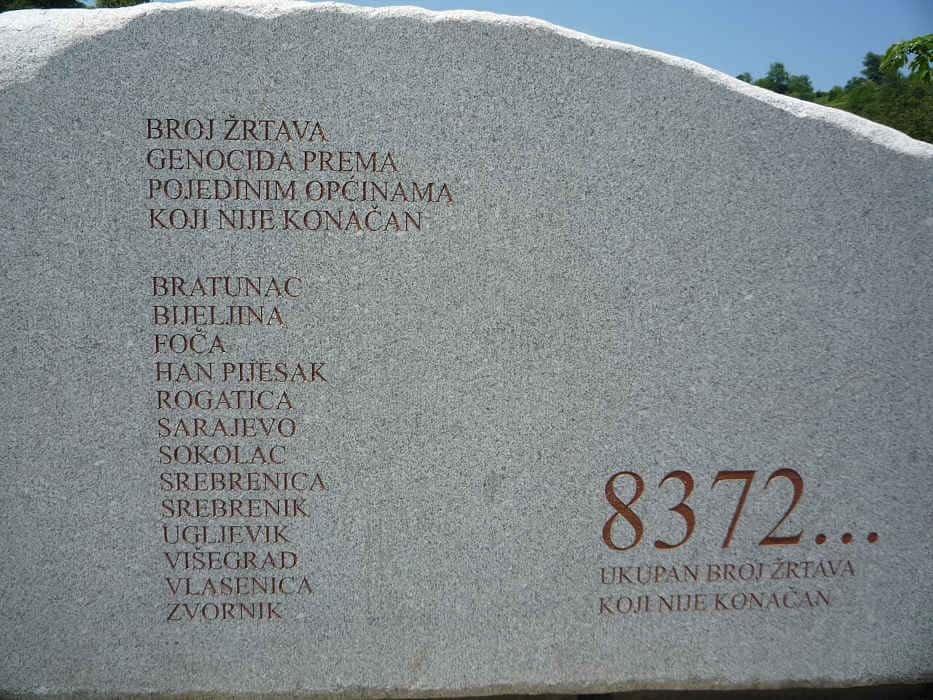 BROJ ŽRTAVA
GENOCIDA PREMA
POJEDINIM OPĆINAMA
KOJI NIJE KONAČAN
BRATUNAC
BIJELJINA
FOČA
HAN PIJESAK
ROGATICA
SARAJEVO
SOKOLAC
SREBRENICA
SREBRENIK
UGLJEVIK
VIŠEGRAD
VLASENICA
ZVORNIK
8372...
UKUPAN BROJ ŽRTAVA
KOJI NIJE KONAČAN